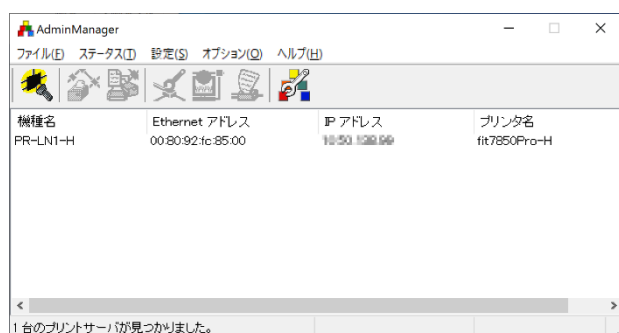 AdminManager
ファイル(F) ステータス(T) 設定(S) オプション(O) ヘルプ(H)
機種名 Ethernet アドレス IP アドレス プリンタ名
PR-LN1-H 00:80:92:fc:85:00 fit7850Pro-H
1 台のプリントサーバが見つかりました。